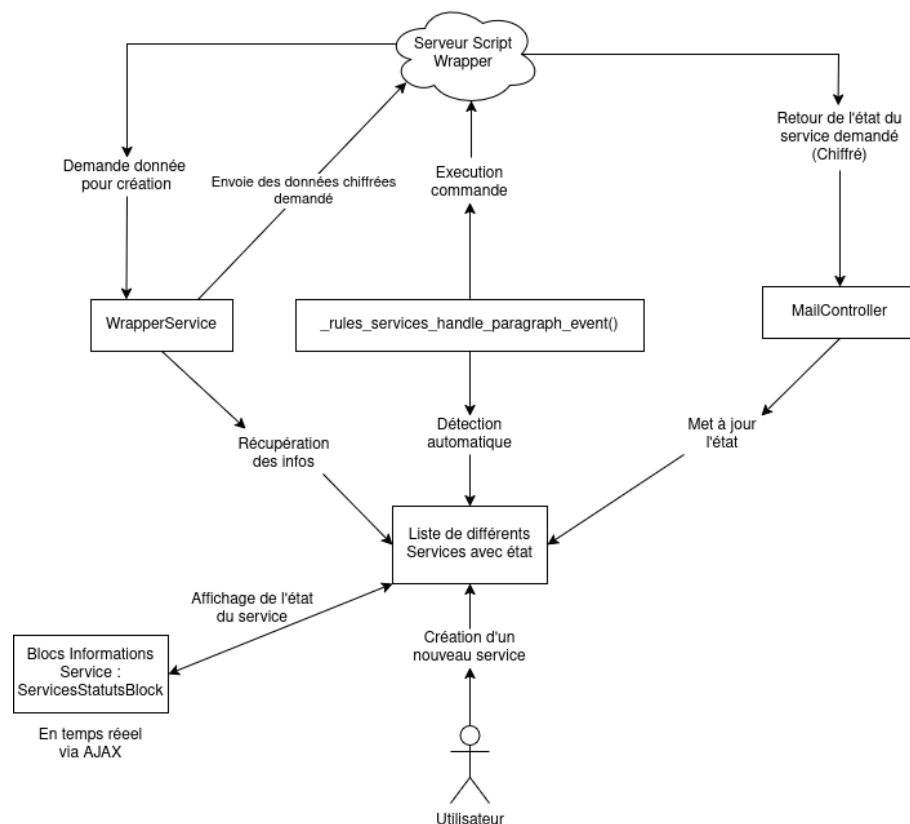 Serveur Script
Wrapper
Demande donnée
pour création
Envoie des données chiffrées
demandé
Execution
commande
Retour de l'état du
service demandé
(Chiffré)
WrapperService
_rules_services_handle_paragraph_event()
MailController
Récupération
des infos
Détection
automatique
Met à jour
l'état
Liste de différents
Services avec état
Affichage de l'état
du service
Création d'un
nouveau service
Blocs Informations
Service :
ServicesStatutsBlock
En temps réeel
via AJAX
Utilisateur